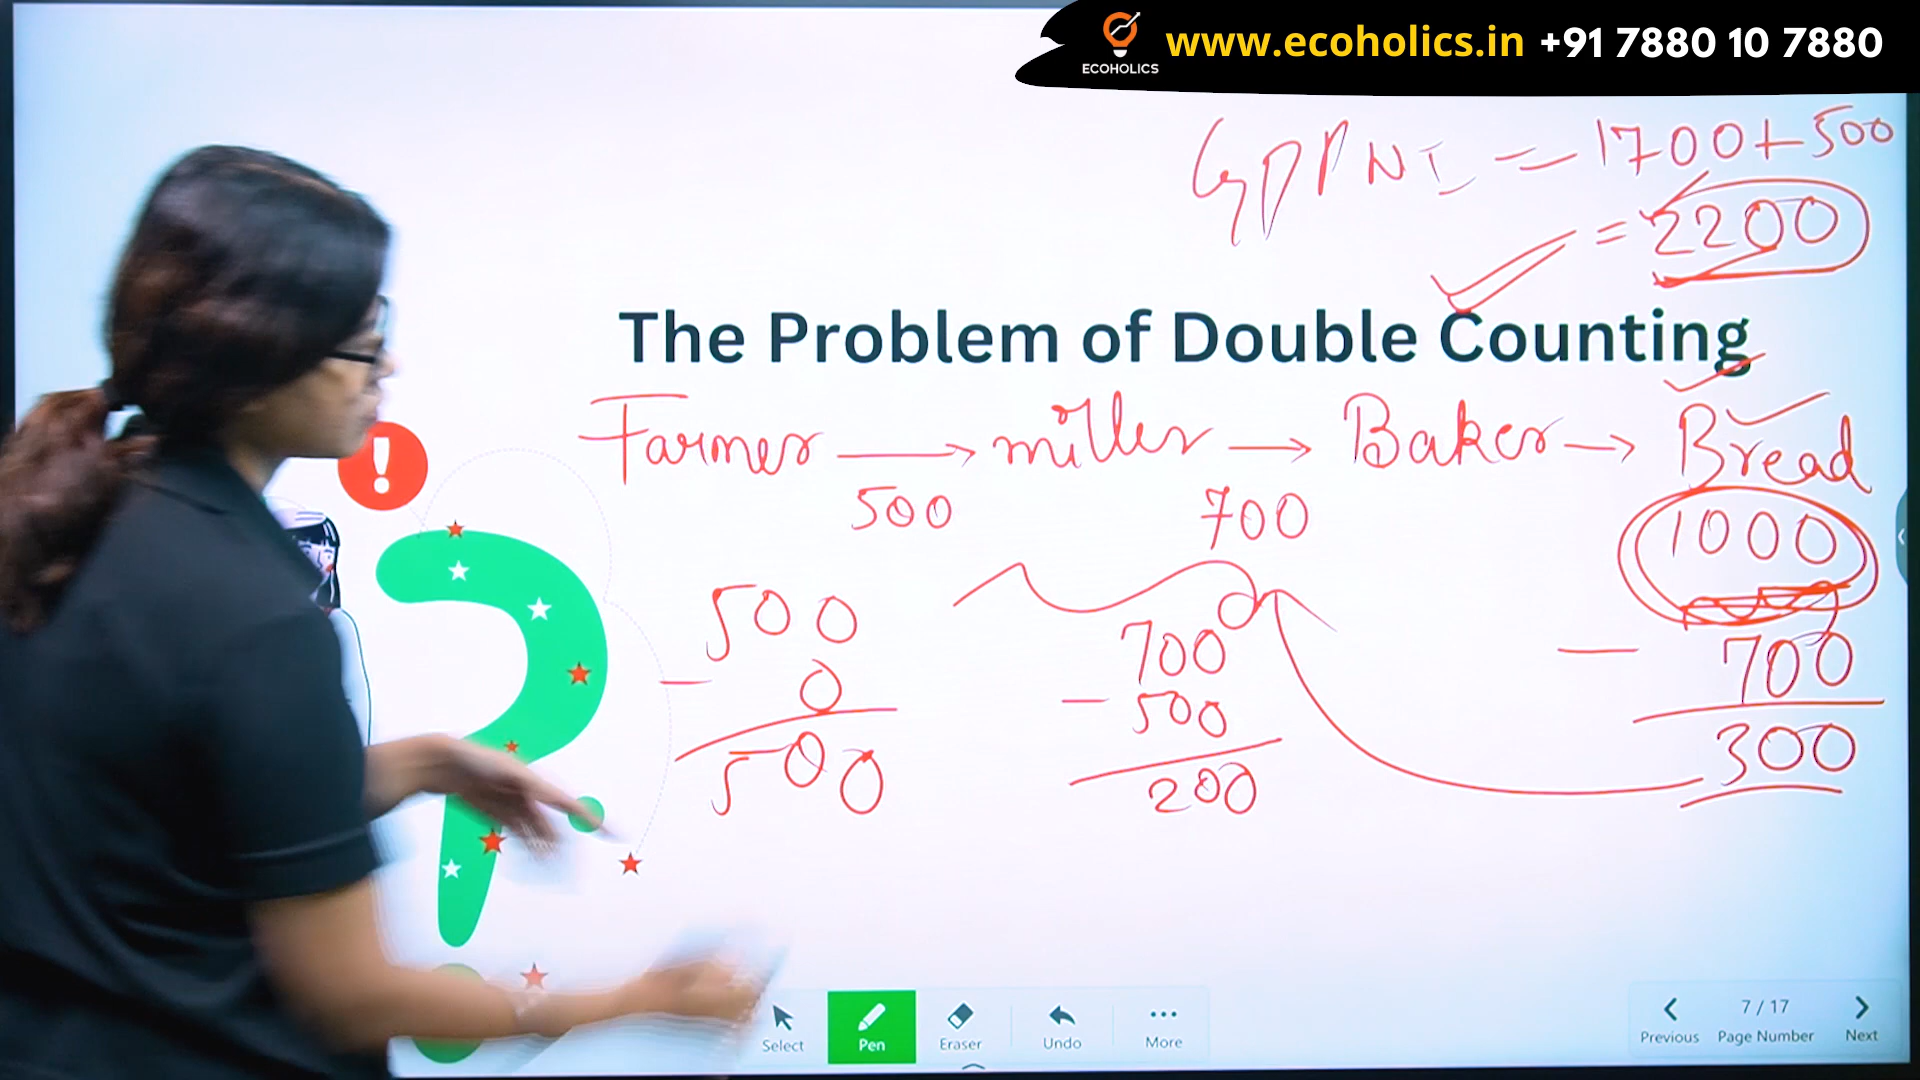 www.ecoholics.in +91 7880 10 7880
ECOHOLICS
= 1700+500
= 2200
The Problem of Double Counting
Farmer → miller → Baker → Bread
500 700 1000
500 700 - 700
- 0 - 500 300
500 200
!
Select Pen Eraser Undo More
7 / 17
Previous Page Number Next